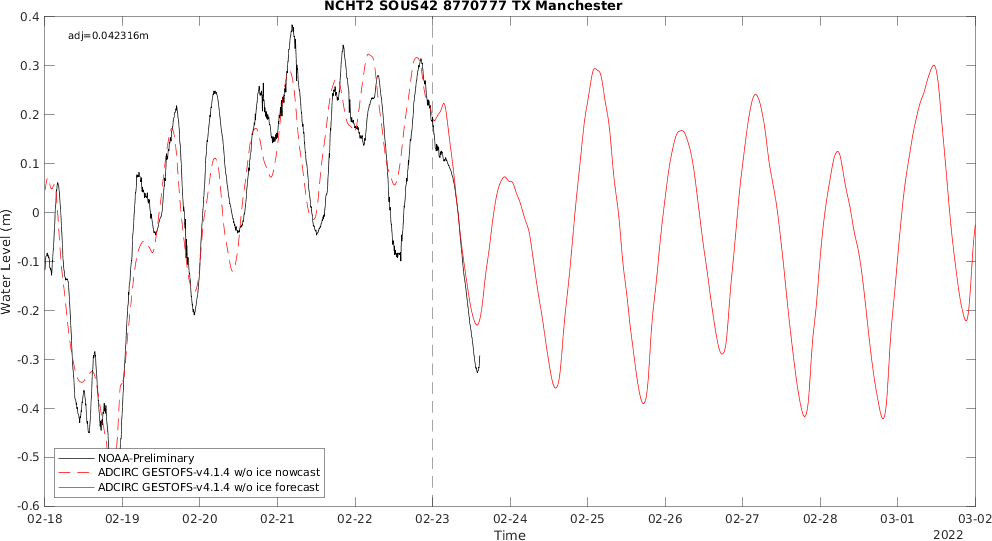 NCHT2 SOUS42 8770777 TX Manchester
adj=0.042316m
Water Level (m)
0.4
0.3
0.2
0.1
0
-0.1
-0.2
-0.3
-0.4
-0.5
-0.6
NOAA-Preliminary
ADCIRC GESTOFS-v4.1.4 w/o ice nowcast
ADCIRC GESTOFS-v4.1.4 w/o ice forecast
02-18 02-19 02-20 02-21 02-22 02-23 02-24 02-25 02-26 02-27 02-28 03-01 03-02
Time
2022